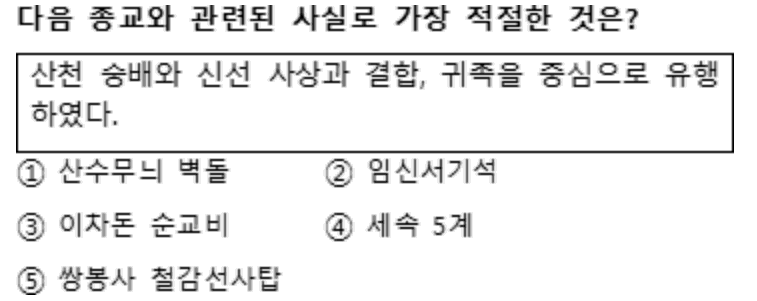 다음 종교와 관련된 사실로 가장 적절한 것은?
산천 숭배와 신선 사상과 결합, 귀족을 중심으로 유행
하였다.
① 산수무늬 벽돌 ② 임신서기석
③ 이차돈 순교비 ④ 세속 5계
⑤ 쌍봉사 철감선사탑